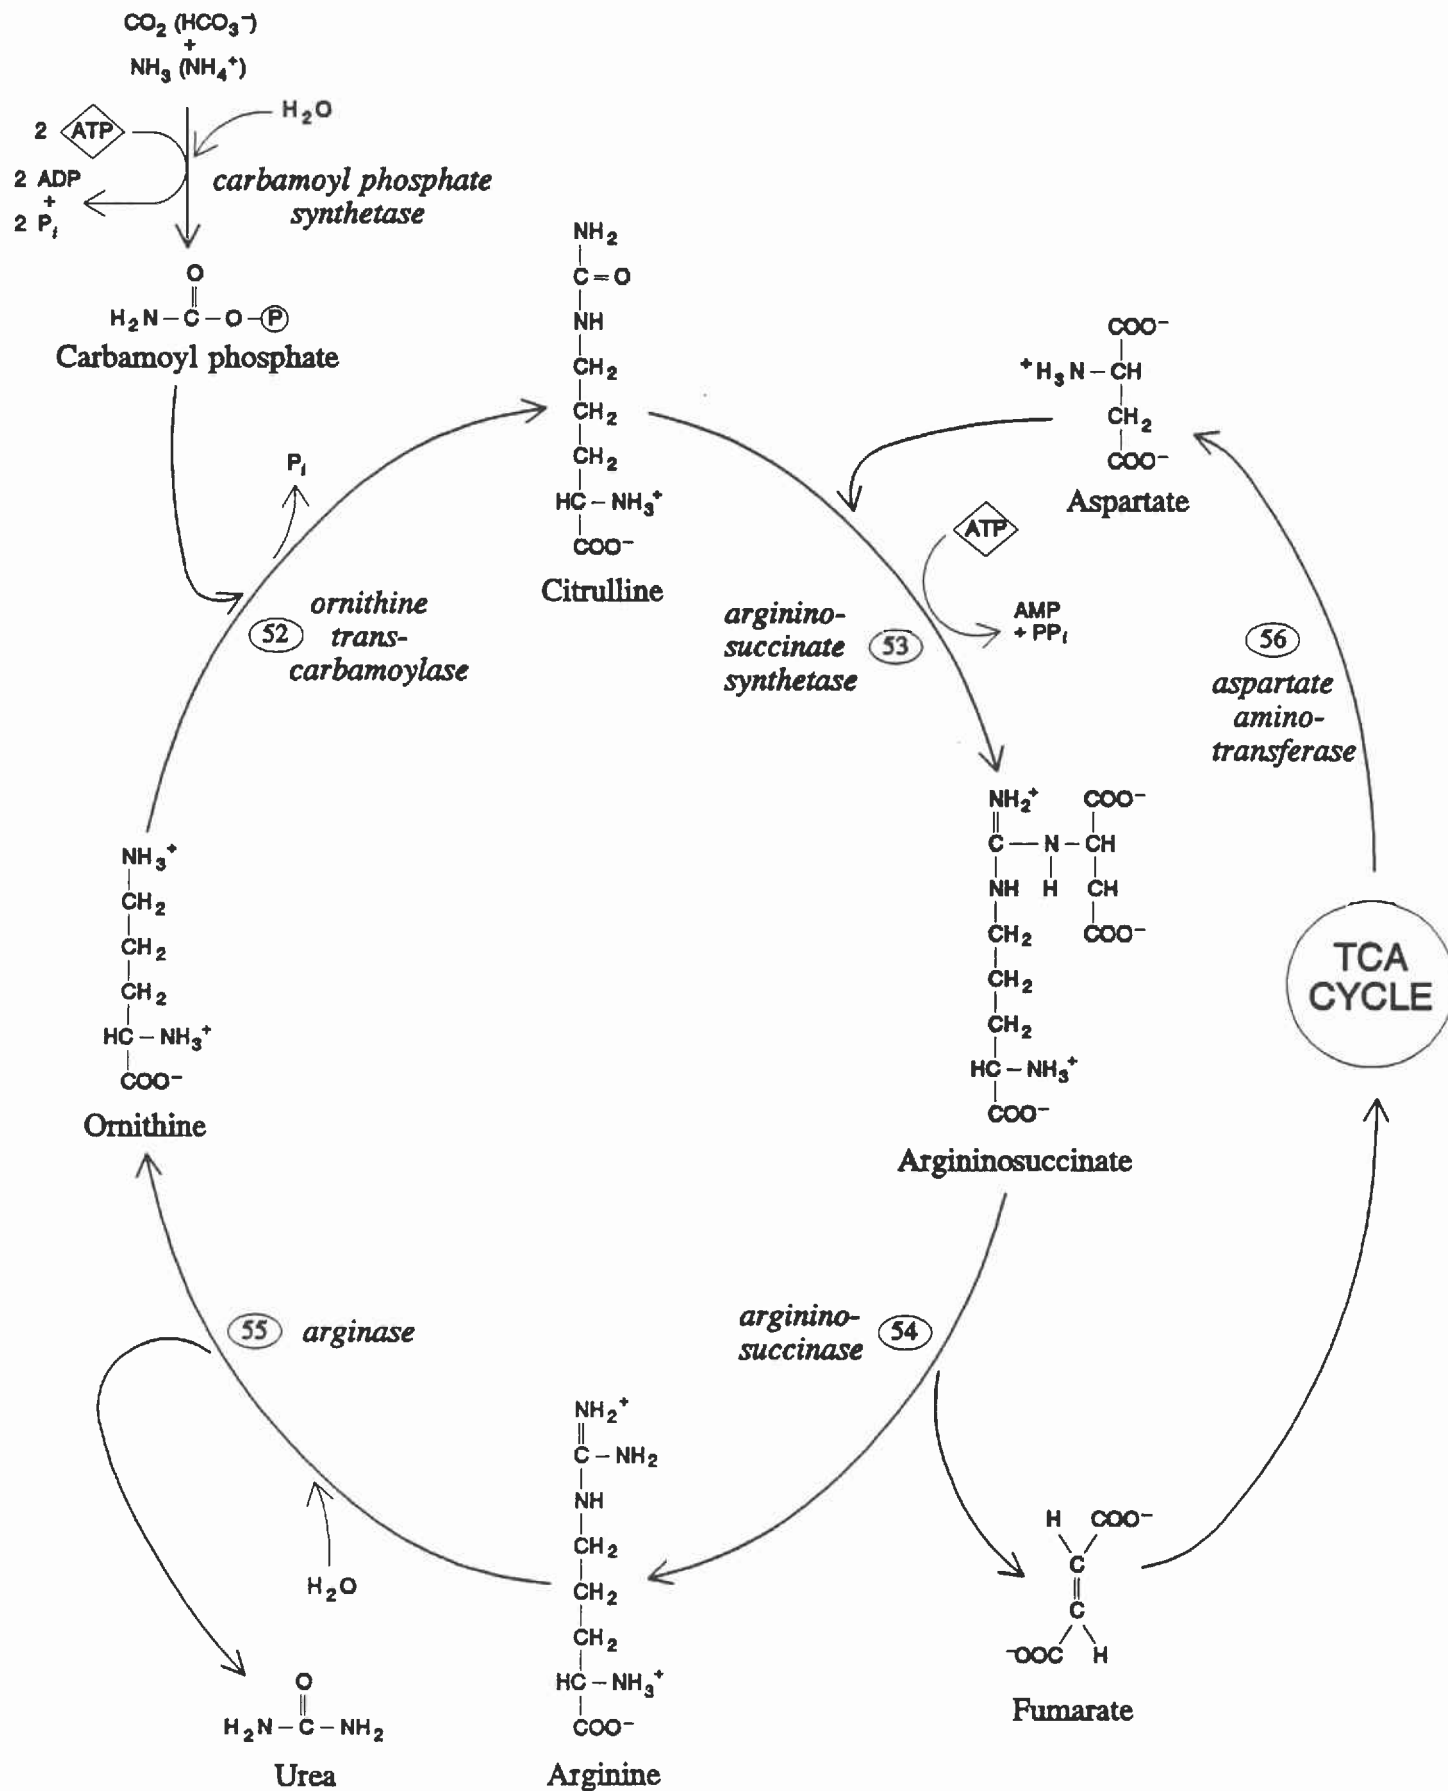 CO₂ (HCO₃⁻)
+
NH₃ (NH₄⁺)
H₂O
2 ATP
2 ADP
+
2 Pᵢ
carbamoyl phosphate
synthetase
O
H₂N–C–O–Ⓟ
Carbamoyl phosphate
Pᵢ
52
ornithine
trans-
carbamoylase
NH₂
C=O
NH
CH₂
CH₂
CH₂
HC–NH₃⁺
COO⁻
Citrulline
COO⁻
⁺H₃N–CH
CH₂
COO⁻
Aspartate
ATP
AMP
+ PPᵢ
arginino-
succinate
synthetase
53
56
aspartate
amino-
transferase
NH₃⁺
CH₂
CH₂
CH₂
HC–NH₃⁺
COO⁻
Ornithine
NH₂⁺ COO⁻
C—N–CH
NH H CH
CH₂ COO⁻
CH₂
CH₂
HC–NH₃⁺
COO⁻
Argininosuccinate
TCA
CYCLE
55 arginase
arginino-
succinase
54
NH₂⁺
C–NH₂
NH
CH₂
CH₂
CH₂
HC–NH₃⁺
COO⁻
Arginine
H₂O
O
H₂N–C–NH₂
Urea
H COO⁻
C
C
⁻OOC H
Fumarate